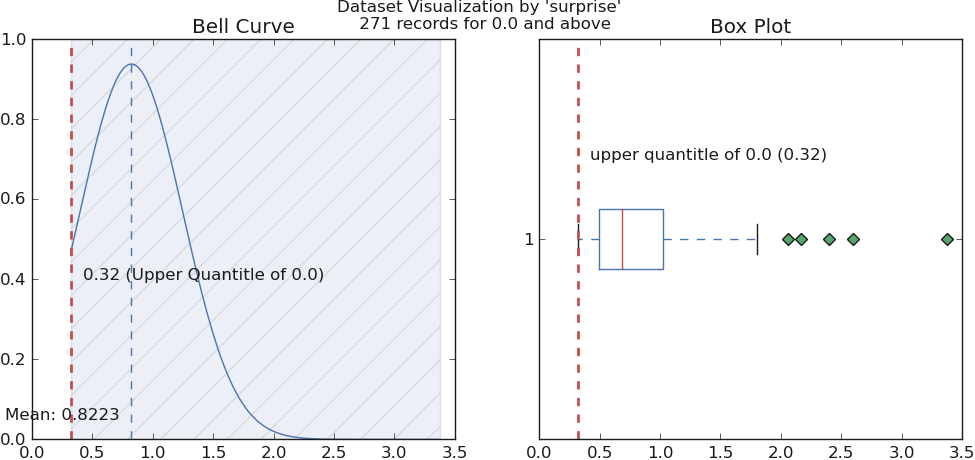 Dataset Visualization by 'surprise'
271 records for 0.0 and above
Bell Curve
1.0
0.8
0.6
0.4
0.2
0.0
0.32 (Upper Quantitle of 0.0)
Mean: 0.8223
0.0 0.5 1.0 1.5 2.0 2.5 3.0 3.5
Box Plot
upper quantitle of 0.0 (0.32)
1
0.0 0.5 1.0 1.5 2.0 2.5 3.0 3.5